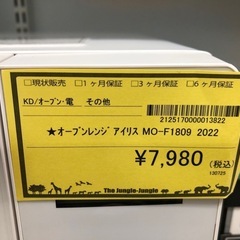 □現状販売 □1ヶ月保証 □3ヶ月保証 □6ヶ月保証
KD/オーブン・電 その他
2125170000013822
★オーブンレンジ アイリス MO-F1809 2022
¥7,980(税込)
130725
The Jungle-Jungle